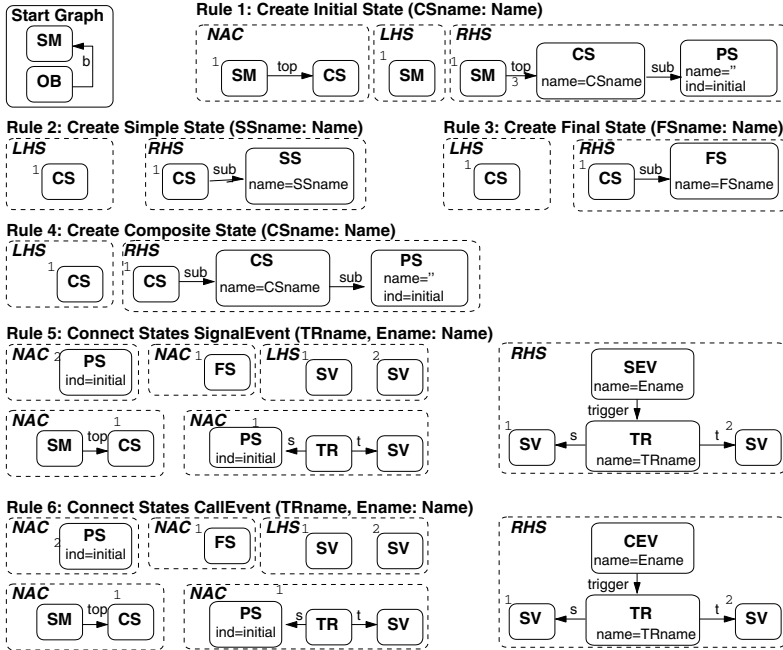 Start Graph
SM
b
OB
Rule 1: Create Initial State (CSname: Name)
NAC
1 SM top CS
LHS
1 SM
RHS
1 SM top 3
CS
name=CSname
sub
PS
name=''
ind=initial
Rule 2: Create Simple State (SSname: Name)
LHS
1 CS
RHS
1 CS sub
SS
name=SSname
Rule 3: Create Final State (FSname: Name)
LHS
1 CS
RHS
1 CS sub
FS
name=FSname
Rule 4: Create Composite State (CSname: Name)
LHS
1 CS
RHS
1 CS sub
CS
name=CSname
sub
PS
name=''
ind=initial
Rule 5: Connect States SignalEvent (TRname, Ename: Name)
NAC
2 PS
ind=initial
NAC
1 FS
LHS
1 SV
2 SV
NAC
SM top 1 CS
NAC
1 PS
ind=initial
s TR t SV
RHS
SEV
name=Ename
trigger
1 SV s
TR
name=TRname
t 2 SV
Rule 6: Connect States CallEvent (TRname, Ename: Name)
NAC
2 PS
ind=initial
NAC
1 FS
LHS
1 SV
2 SV
NAC
SM top 1 CS
NAC
1 PS
ind=initial
s TR t SV
RHS
CEV
name=Ename
trigger
1 SV s
TR
name=TRname
t 2 SV